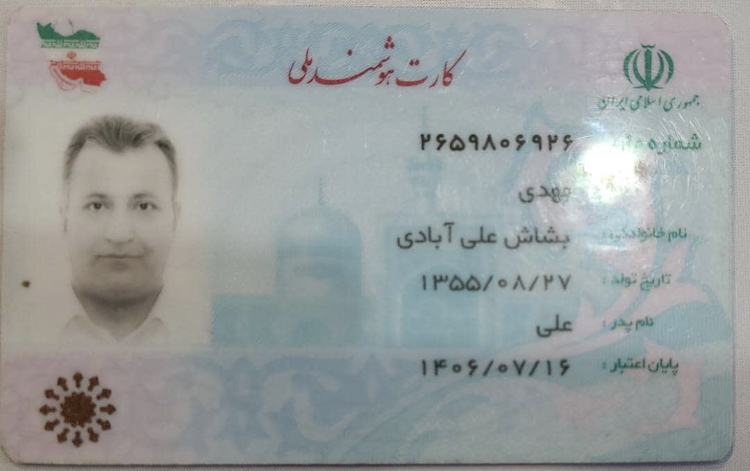 کارت هوشمند ملی
جمهوری اسلامی ایران
شماره ملی: ۲۶۵۹۸۰۶۹۲۶
مهدی
نام خانوادگی: بشاش علی آبادی
تاریخ تولد: ۱۳۵۵/۰۸/۲۷
نام پدر: علی
پایان اعتبار: ۱۴۰۶/۰۷/۱۶